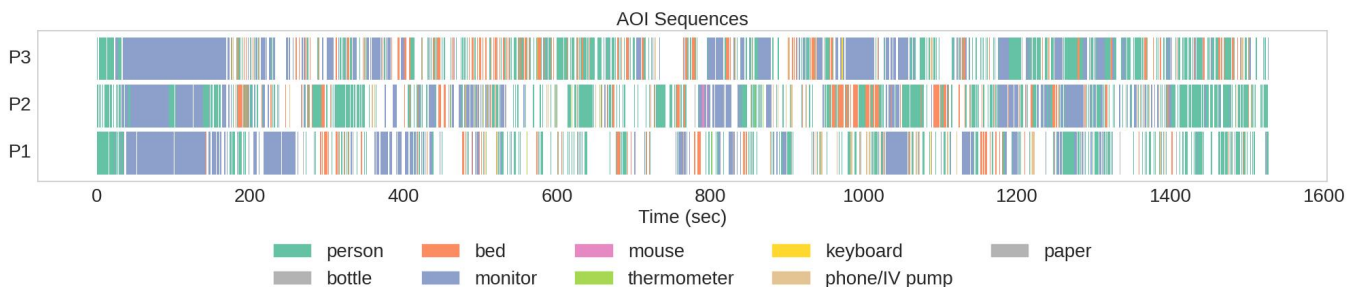 AOI Sequences
P3
P2
P1
0 200 400 600 800 1000 1200 1400 1600
Time (sec)
person bed mouse keyboard paper
bottle monitor thermometer phone/IV pump